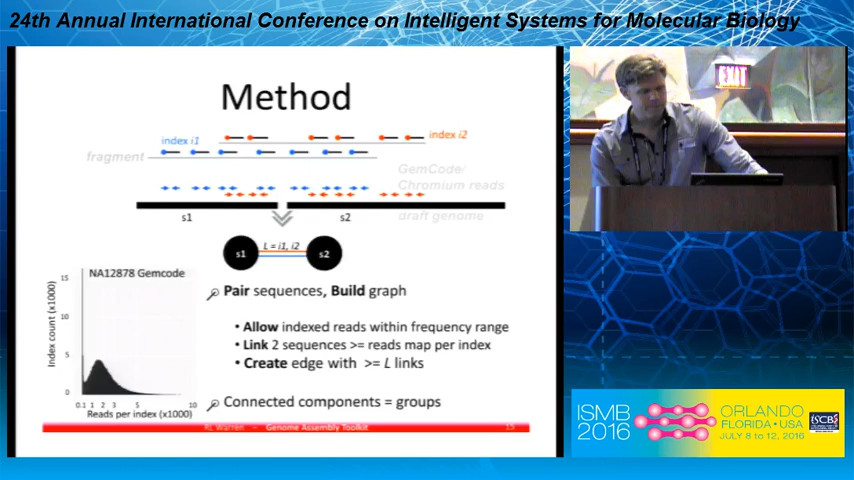 24th Annual International Conference on Intelligent Systems for Molecular Biology
EXIT
Method
index i1
index i2
fragment
GemCode/
Chromium reads
s1
s2
draft genome
L = i1, i2
s1
s2
NA12878 Gemcode
Index count (x1000)
15
10
5
0
0.1 1 2 3 5 10
Reads per index (x1000)
Pair sequences, Build graph
• Allow indexed reads within frequency range
• Link 2 sequences >= reads map per index
• Create edge with >= L links
Connected components = groups
RL Warren - Genome Assembly Toolkit
15
ISMB
2016
ORLANDO
FLORIDA • USA
JULY 8 to 12, 2016
ISCB